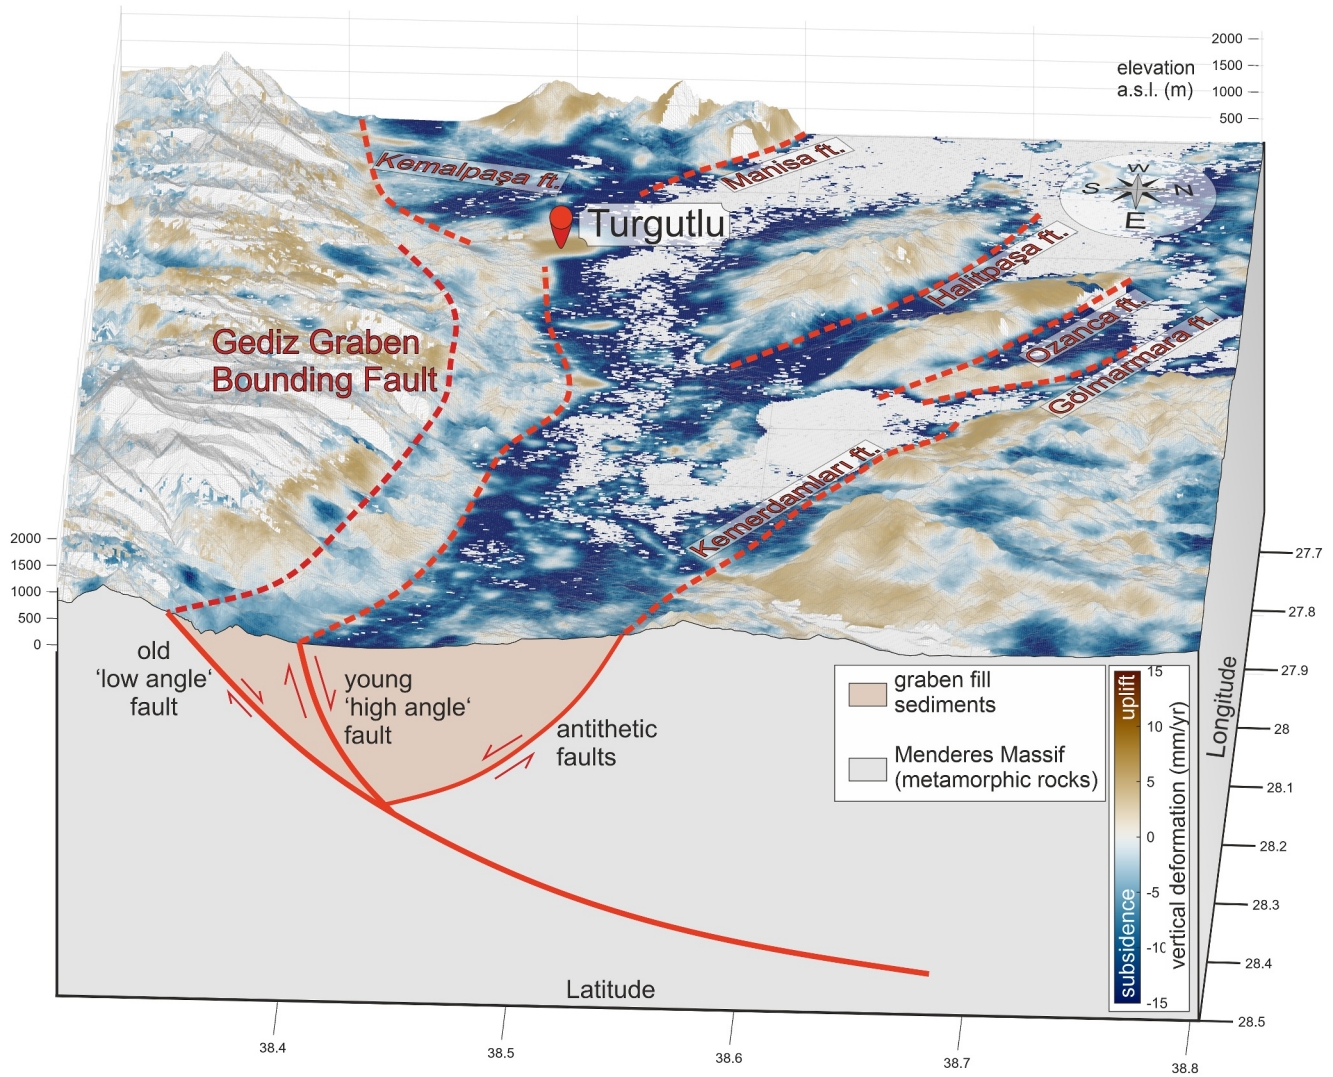 2000
1500
1000
500
elevation
a.s.l. (m)
W
S
N
E
Kemalpaşa ft.
Manisa ft.
Turgutlu
Halitpaşa ft.
Ozanca ft.
Gölmarmara ft.
Gediz Graben
Bounding Fault
Kemerdamları ft.
2000
1500
1000
500
0
old
‘low angle‘
fault
young
‘high angle‘
fault
antithetic
faults
graben fill
sediments
Menderes Massif
(metamorphic rocks)
uplift
subsidence
15
10
5
0
-5
-10
-15
vertical deformation (mm/yr)
Longitude
27.7
27.8
27.9
28
28.1
28.2
28.3
28.4
28.5
Latitude
38.4
38.5
38.6
38.7
38.8